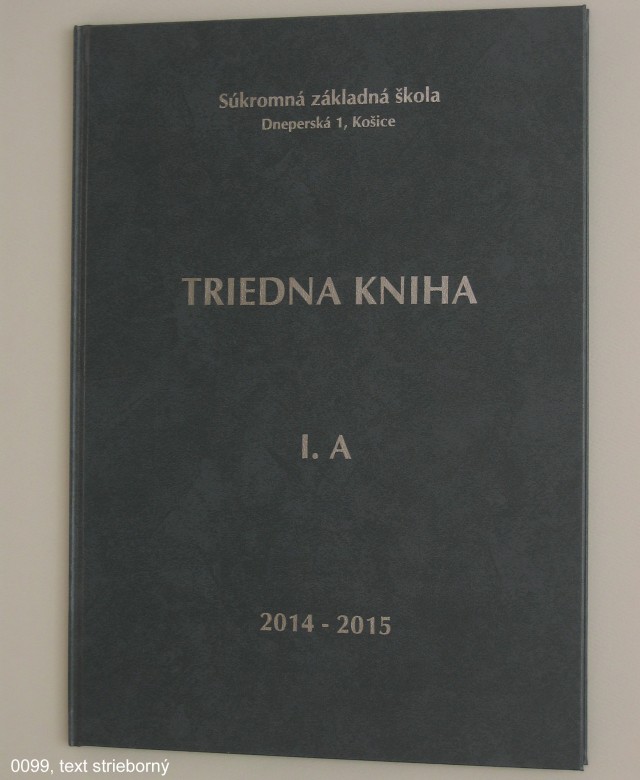 Súkromná základná škola
Dneperská 1, Košice
TRIEDNA KNIHA
I. A
2014 - 2015
0099, text strieborný